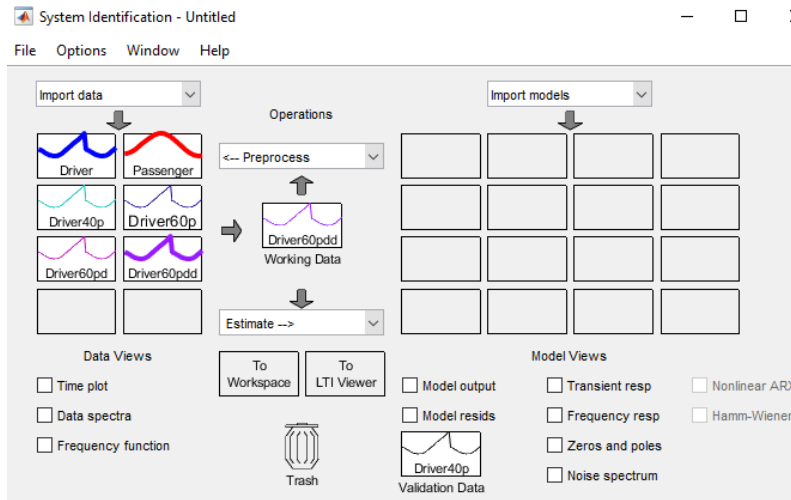 System Identification - Untitled
File Options Window Help
Import data
Import models
Operations
Driver
Passenger
<-- Preprocess
Driver40p
Driver60p
Driver60pd
Driver60pdd
Driver60pdd
Working Data
Estimate -->
Data Views
Time plot
Data spectra
Frequency function
To
Workspace
To
LTI Viewer
Trash
Model Views
Model output
Model resids
Transient resp
Frequency resp
Zeros and poles
Noise spectrum
Nonlinear ARX
Hamm-Wiener
Driver40p
Validation Data